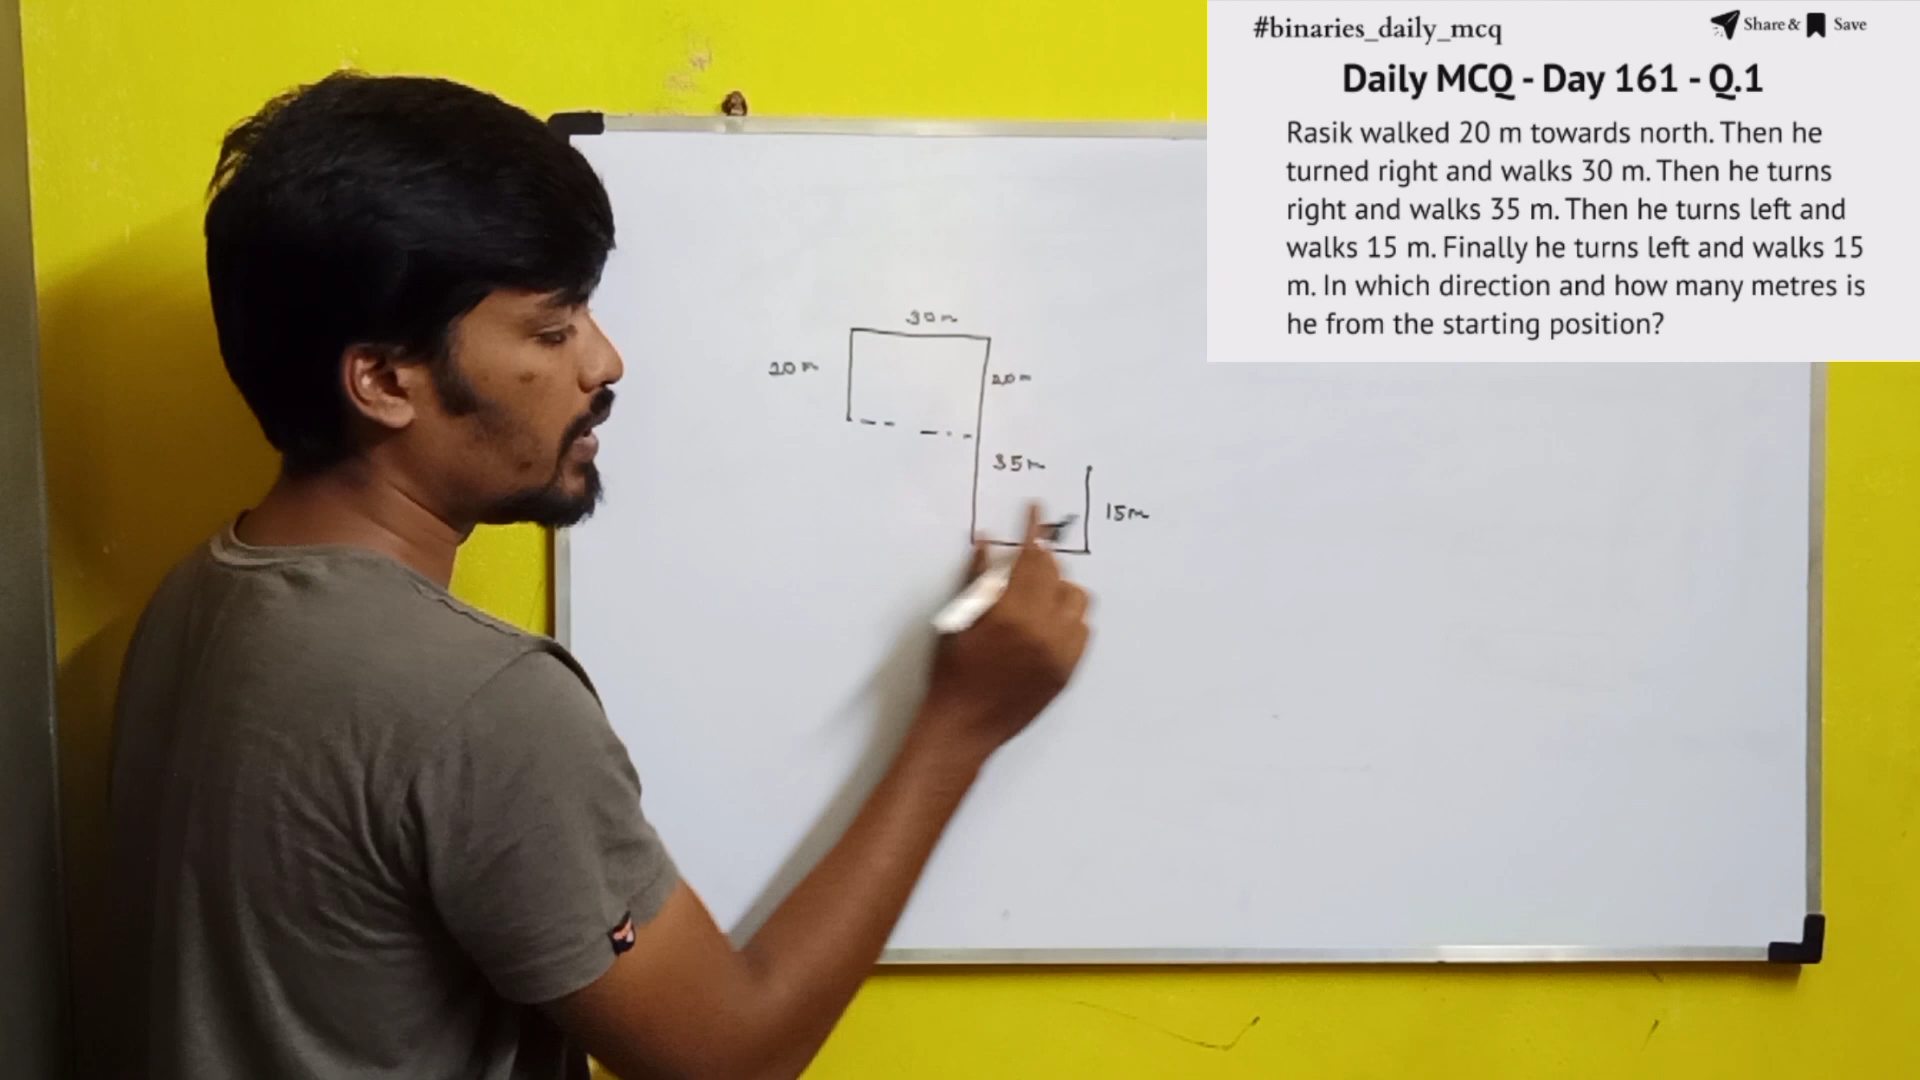 #binaries_daily_mcq
Share & Save
Daily MCQ - Day 161 - Q.1
Rasik walked 20 m towards north. Then he
turned right and walks 30 m. Then he turns
right and walks 35 m. Then he turns left and
walks 15 m. Finally he turns left and walks 15
m. In which direction and how many metres is
he from the starting position?
30m
20m
20m
35m
15m